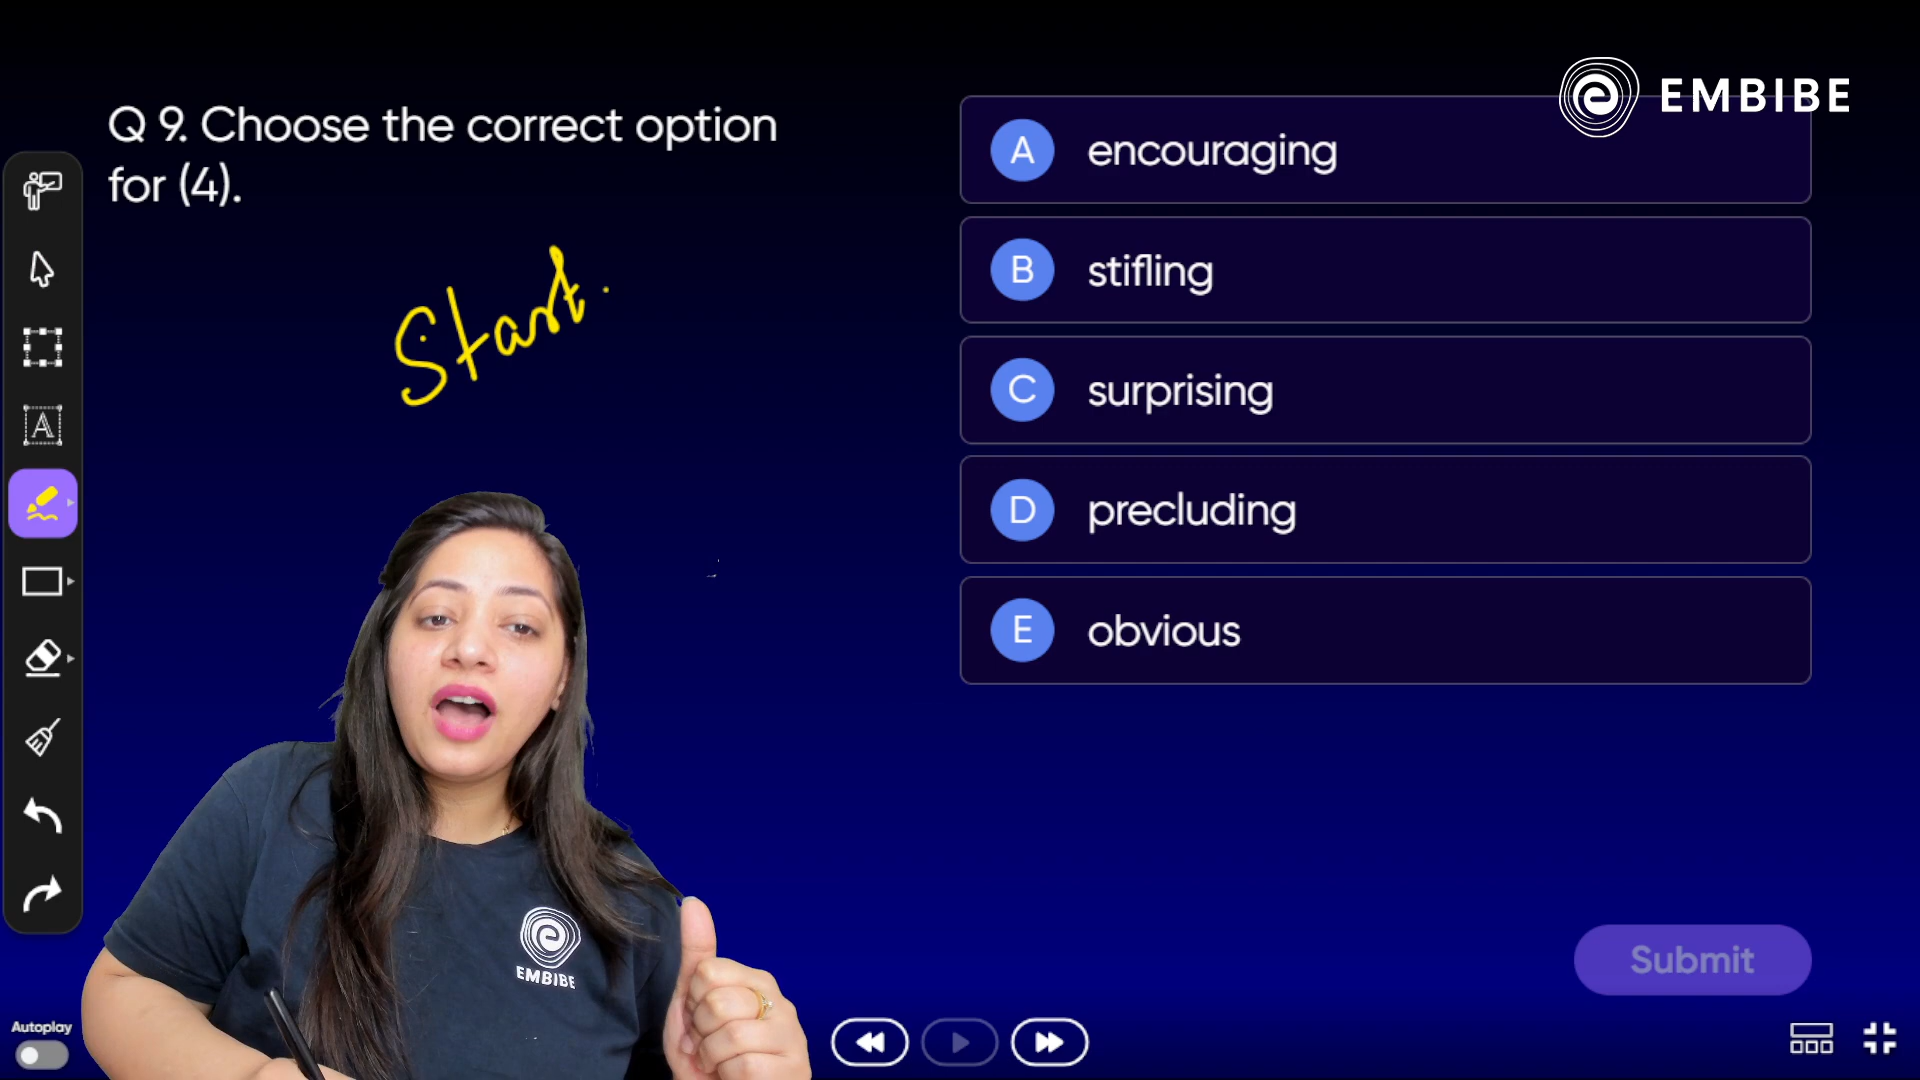 EMBIBE
Q 9. Choose the correct option
for (4).
Start.
A encouraging
B stifling
C surprising
D precluding
E obvious
EMBIBE
Submit
Autoplay